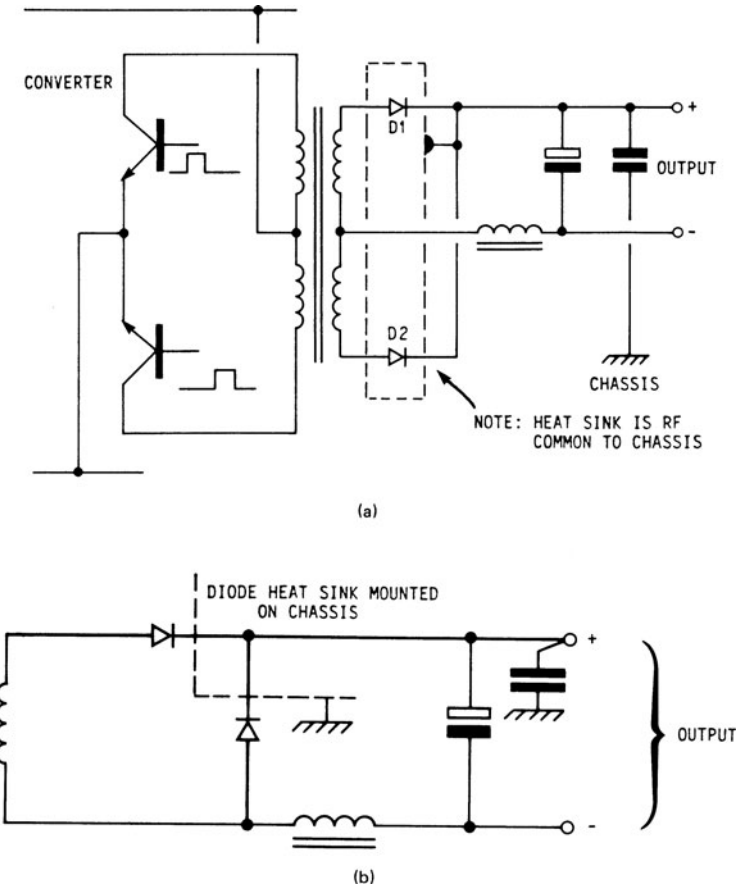 CONVERTER
D1
+
OUTPUT
-
D2
CHASSIS
NOTE: HEAT SINK IS RF
COMMON TO CHASSIS
(a)
DIODE HEAT SINK MOUNTED
ON CHASSIS
+
OUTPUT
-
(b)